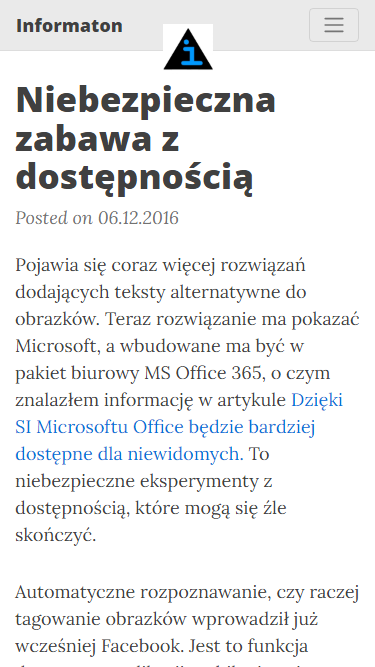 Informaton
i
Niebezpieczna
zabawa z
dostępnością
Posted on 06.12.2016
Pojawia się coraz więcej rozwiązań
dodających teksty alternatywne do
obrazków. Teraz rozwiązanie ma pokazać
Microsoft, a wbudowane ma być w
pakiet biurowy MS Office 365, o czym
znalazłem informację w artykule Dzięki
SI Microsoftu Office będzie bardziej
dostępne dla niewidomych. To
niebezpieczne eksperymenty z
dostępnością, które mogą się źle
skończyć.
Automatyczne rozpoznawanie, czy raczej
tagowanie obrazków wprowadził już
wcześniej Facebook. Jest to funkcja